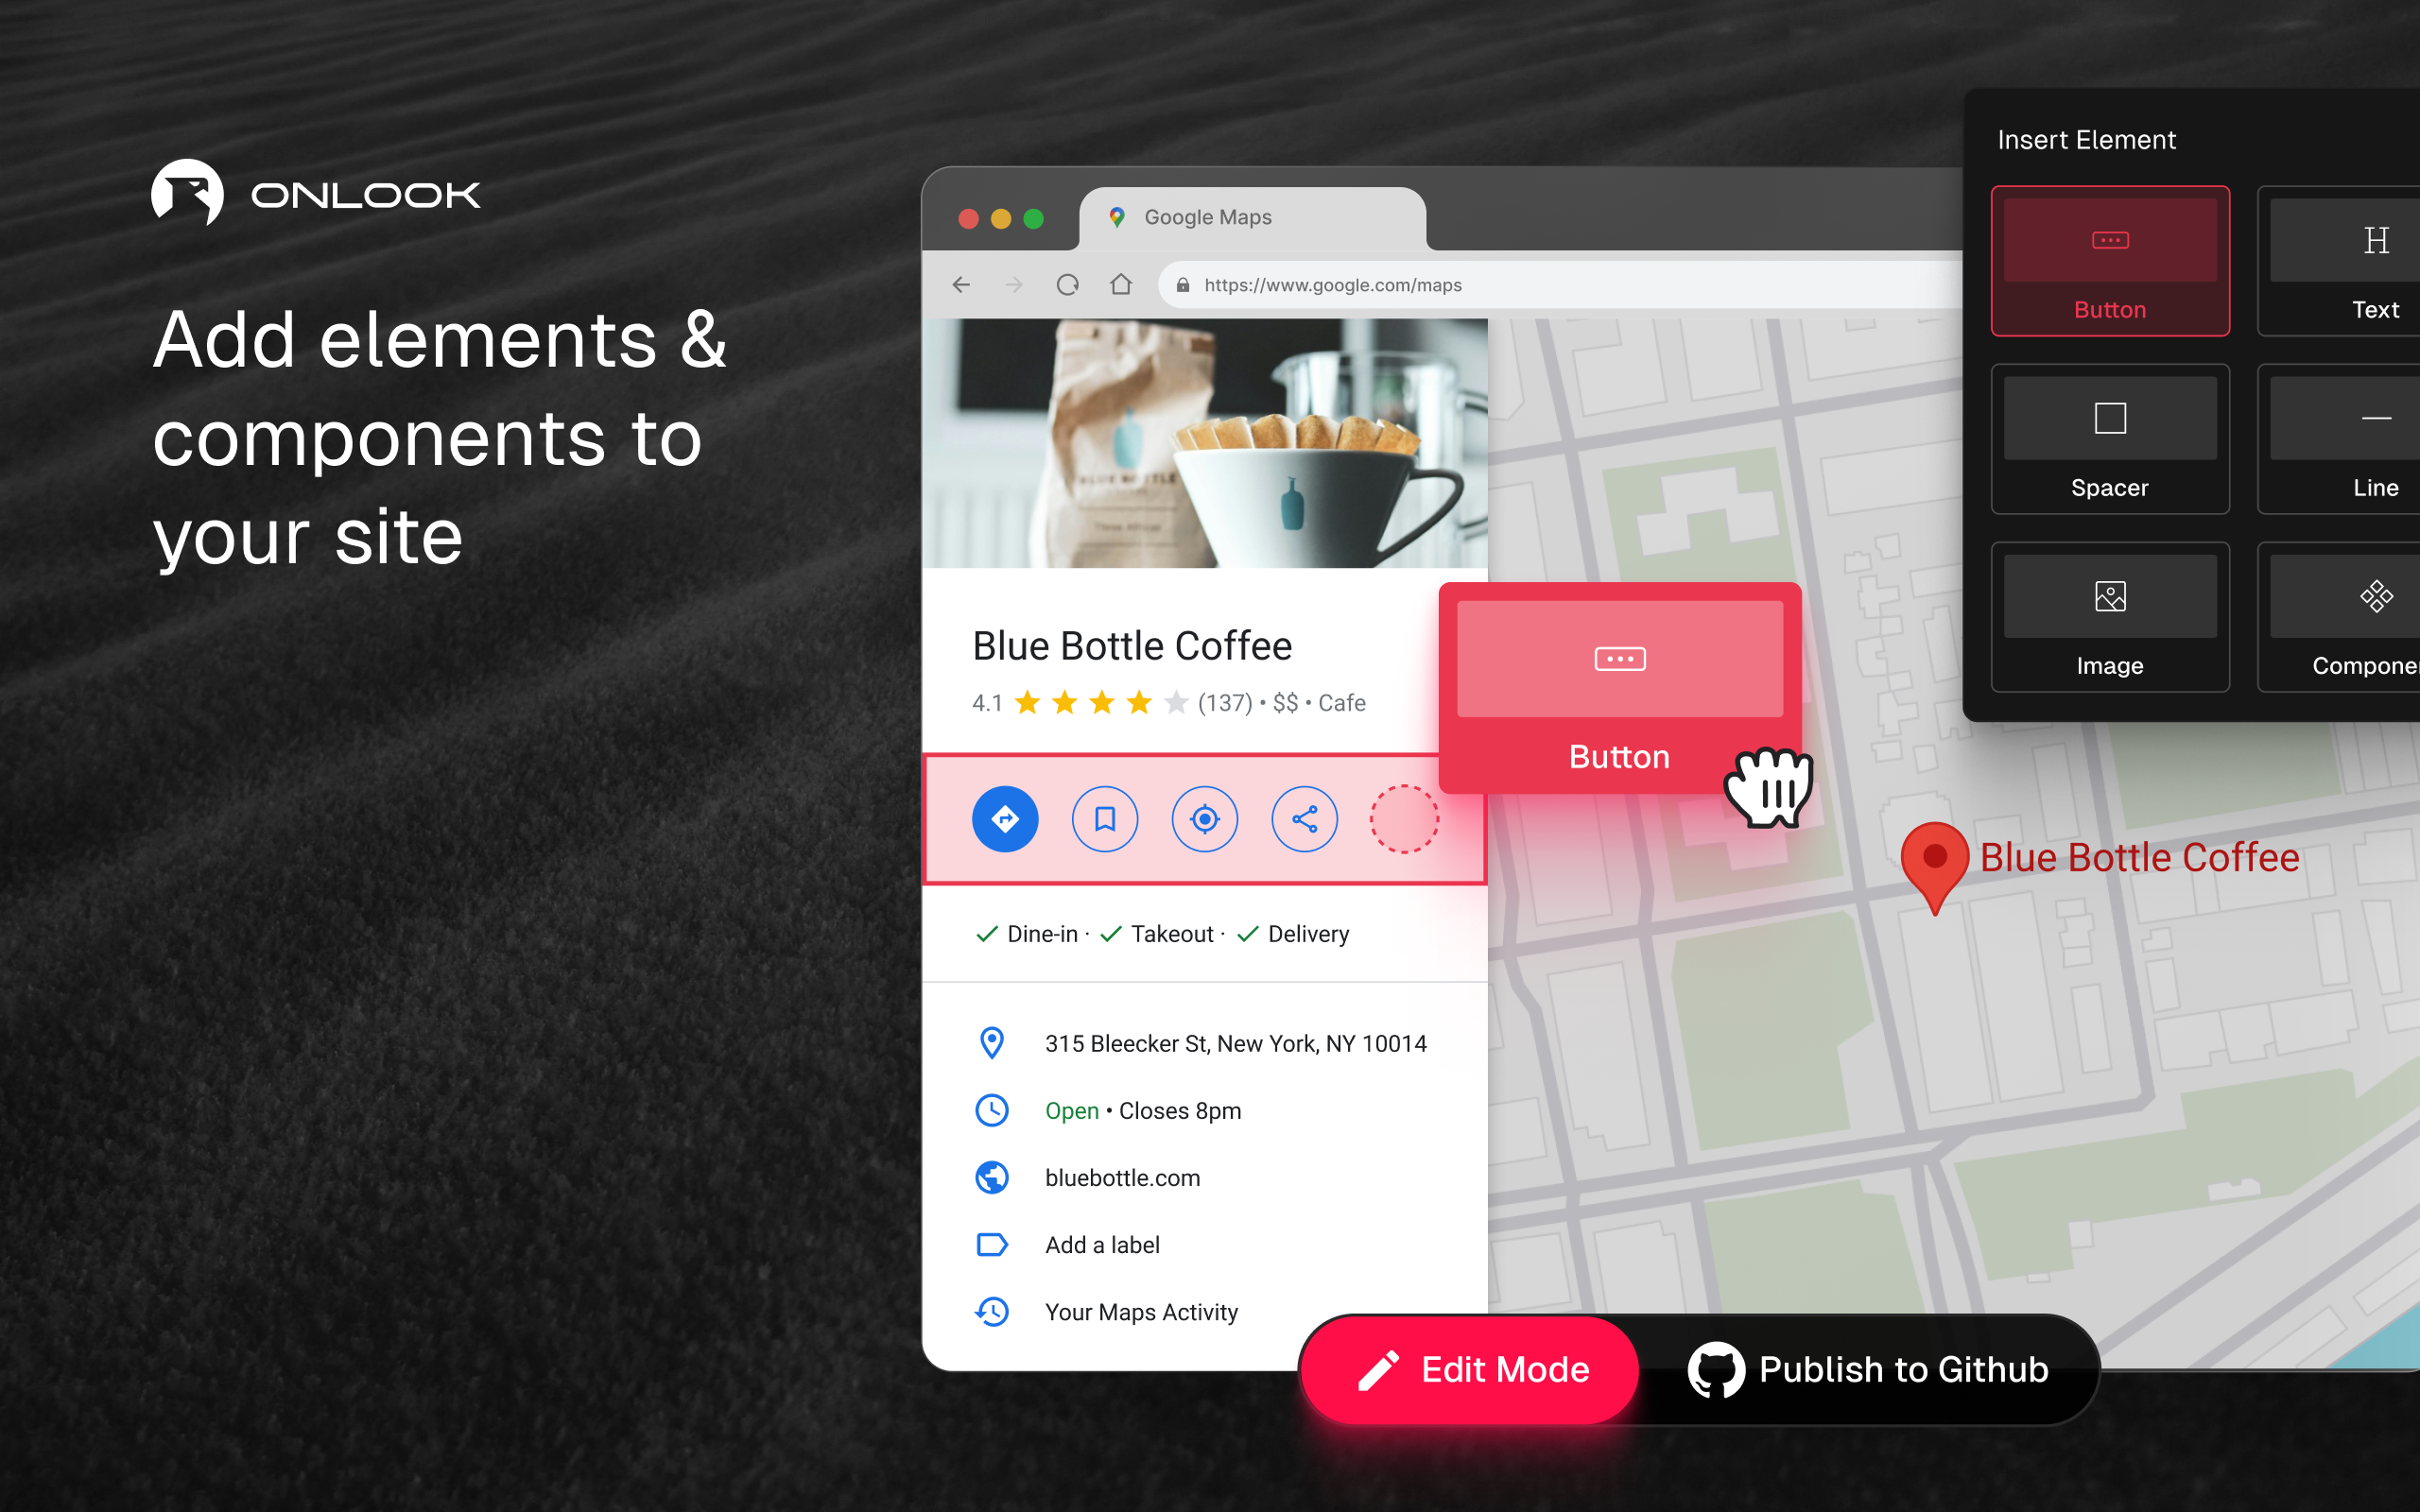 ONLOOK
Add elements &
components to
your site
Google Maps
https://www.google.com/maps
Insert Element
Button
Text
Spacer
Line
Image
Componen
BLUE BOTTLE
Blue Bottle Coffee
4.1 (137) • $$ • Cafe
Button
Dine-in · Takeout · Delivery
315 Bleecker St, New York, NY 10014
Open • Closes 8pm
bluebottle.com
Add a label
Your Maps Activity
Blue Bottle Coffee
Edit Mode
Publish to Github